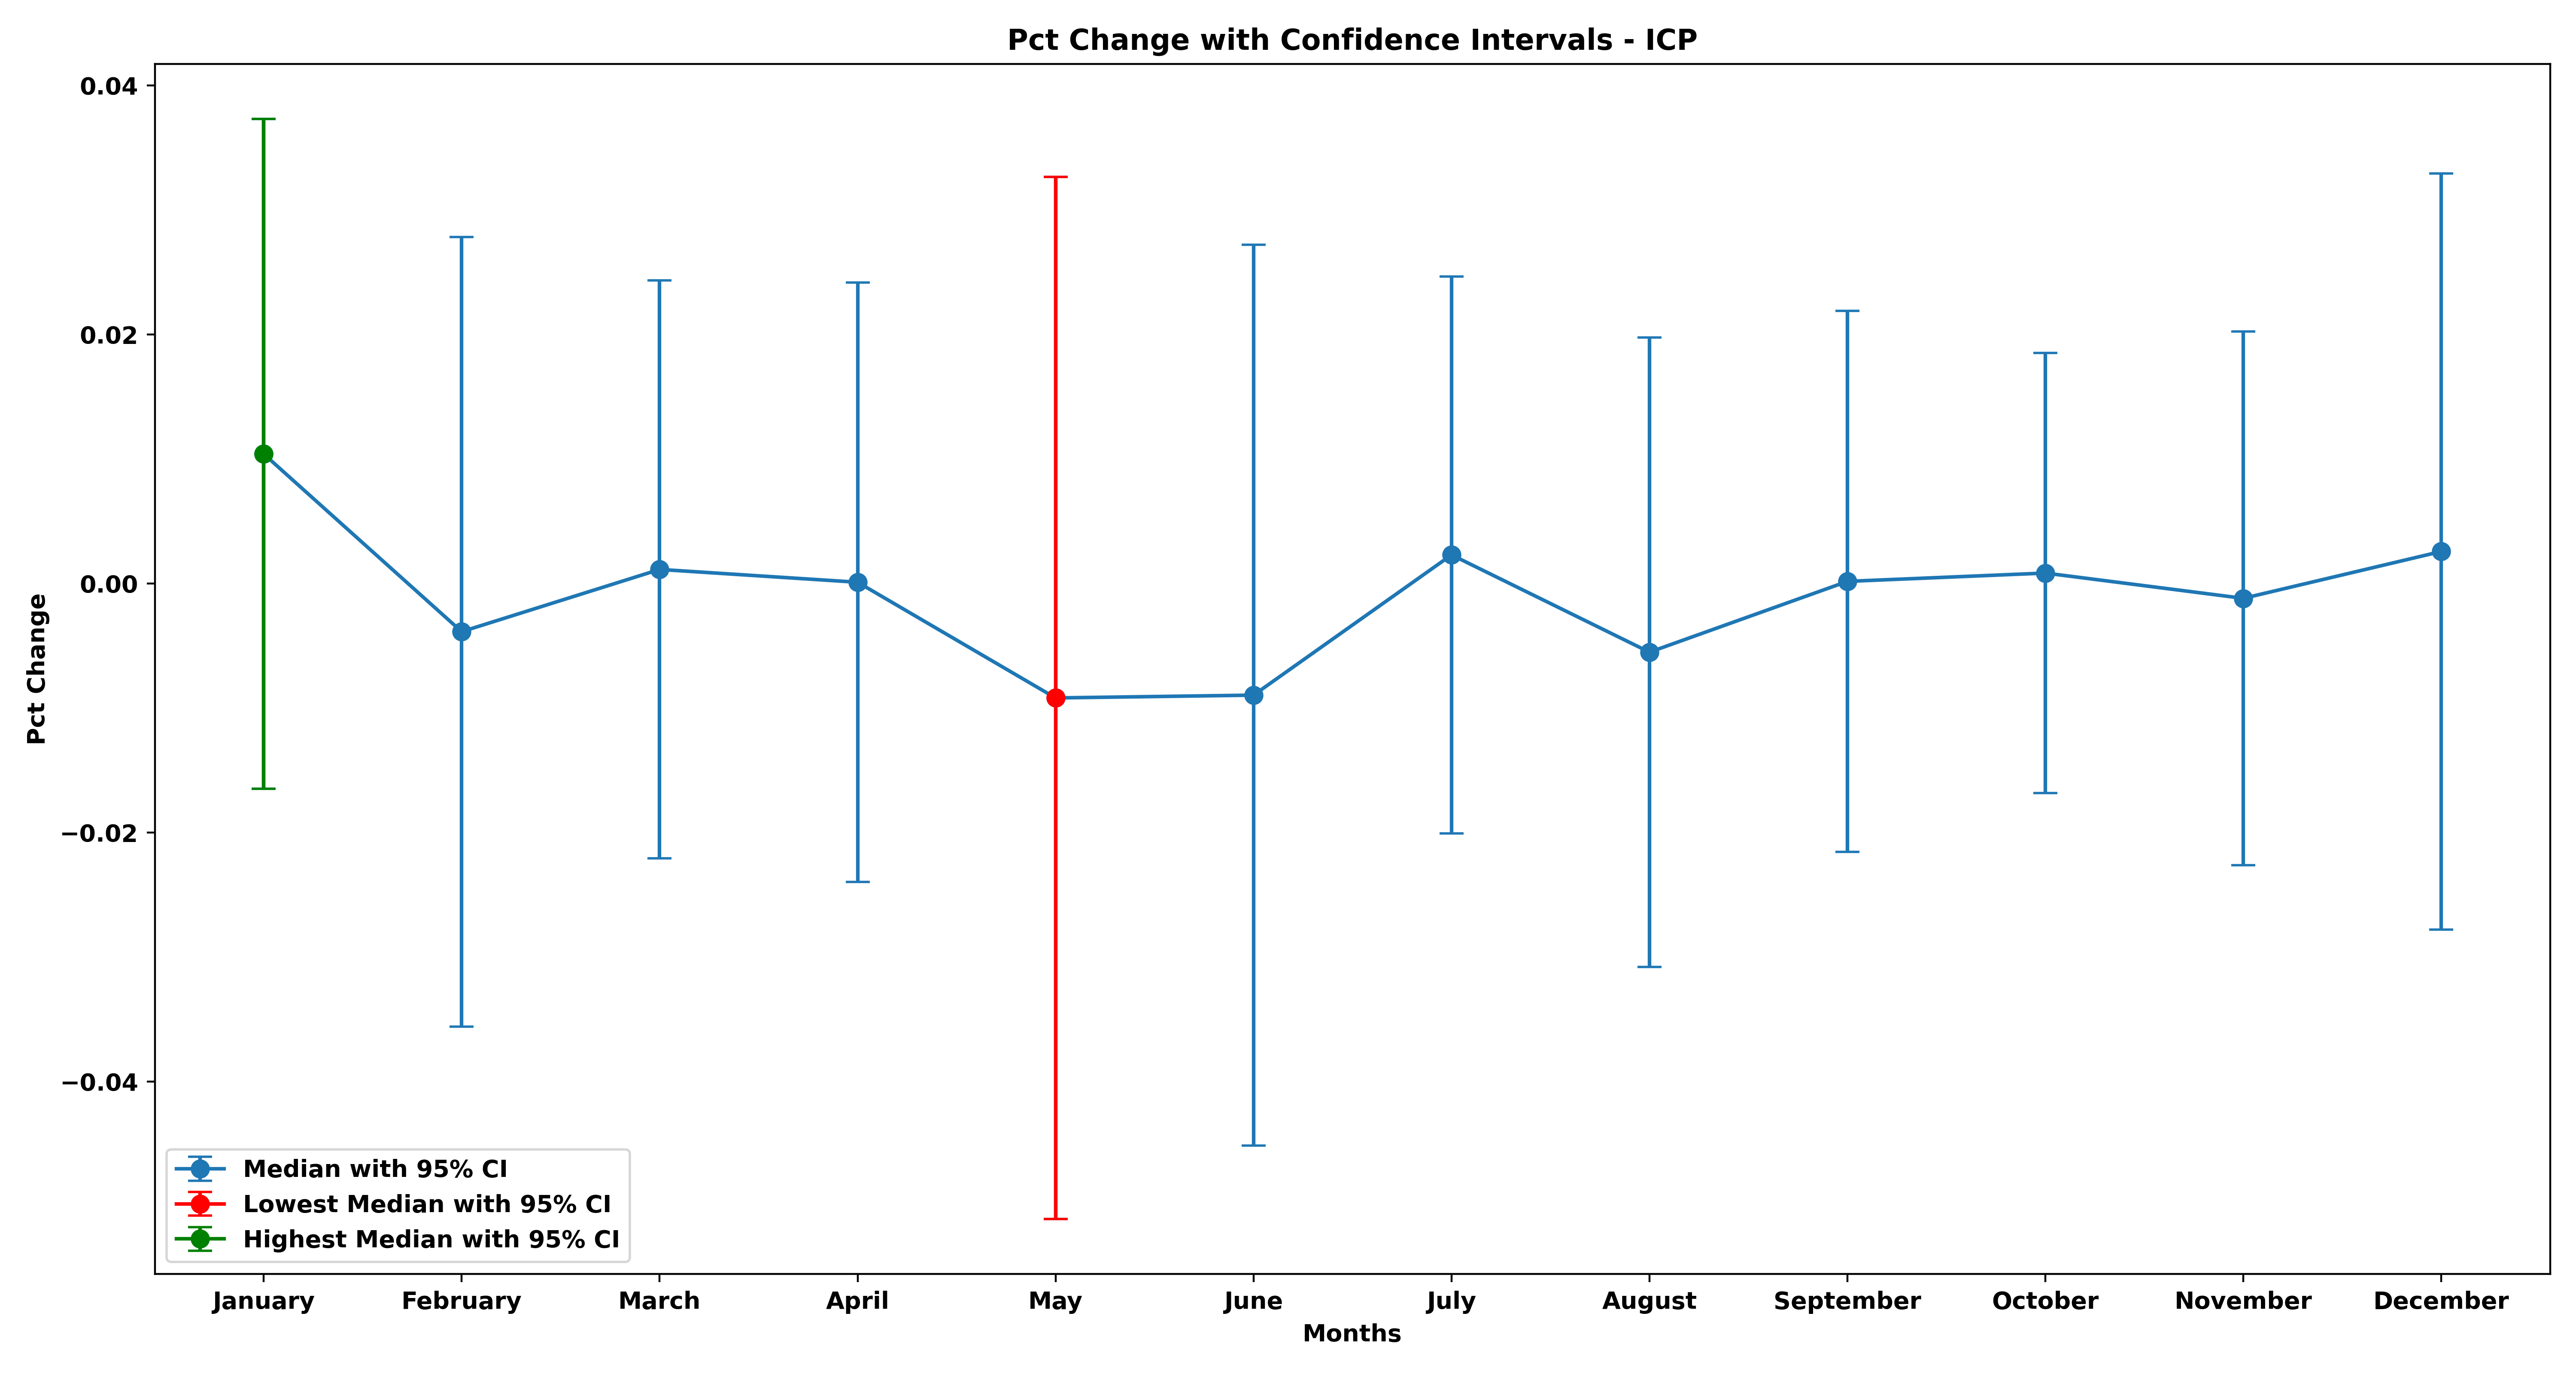 Pct Change with Confidence Intervals - ICP
0.04
0.02
0.00
−0.02
−0.04
Pct Change
Median with 95% CI
Lowest Median with 95% CI
Highest Median with 95% CI
January February March April May June July August September October November December
Months